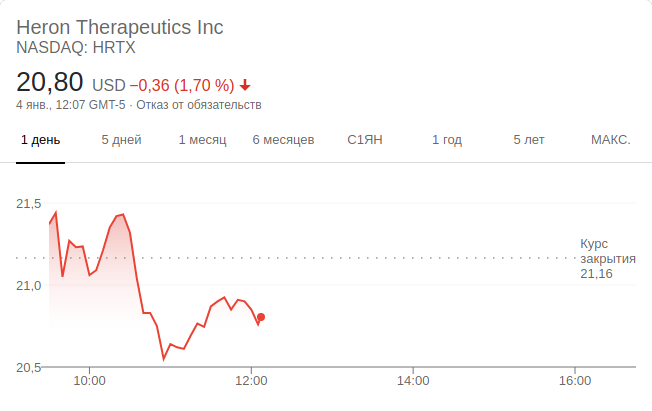 Heron Therapeutics Inc
NASDAQ: HRTX
20,80 USD −0,36 (1,70 %)
4 янв., 12:07 GMT-5 · Отказ от обязательств
1 день 5 дней 1 месяц 6 месяцев С1ЯН 1 год 5 лет МАКС.
21,5
Курс
закрытия
21,16
21,0
20,5
10:00 12:00 14:00 16:00